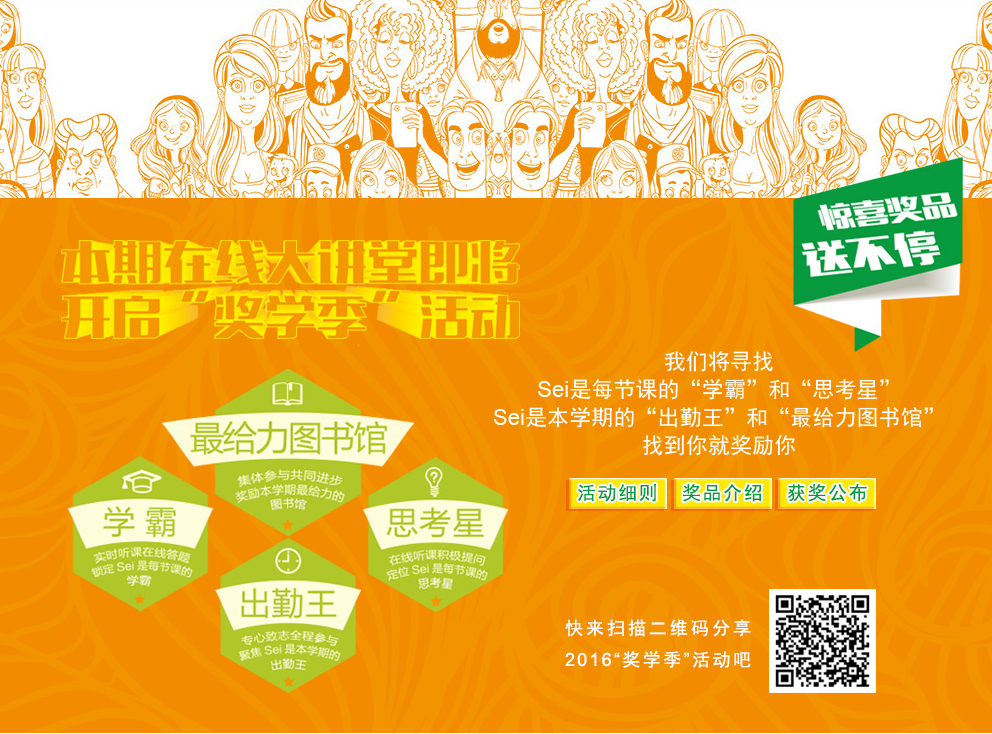 惊喜奖品
送不停
本期在线大讲堂即将
开启“奖学季”活动
我们将寻找
Sei是每节课的“学霸”和“思考星”
Sei是本学期的“出勤王”和“最给力图书馆”
找到你就奖励你
最给力图书馆
集体参与共同进步
奖励本学期最给力的
图书馆
学霸
实时听课在线答题
锁定 Sei 是每节课的
学霸
思考星
在线听课积极提问
定位 Sei 是每节课的
思考星
出勤王
专心致志全程参与
聚焦 Sei 是本学期的
出勤王
活动细则 奖品介绍 获奖公布
快来扫描二维码分享
2016“奖学季”活动吧